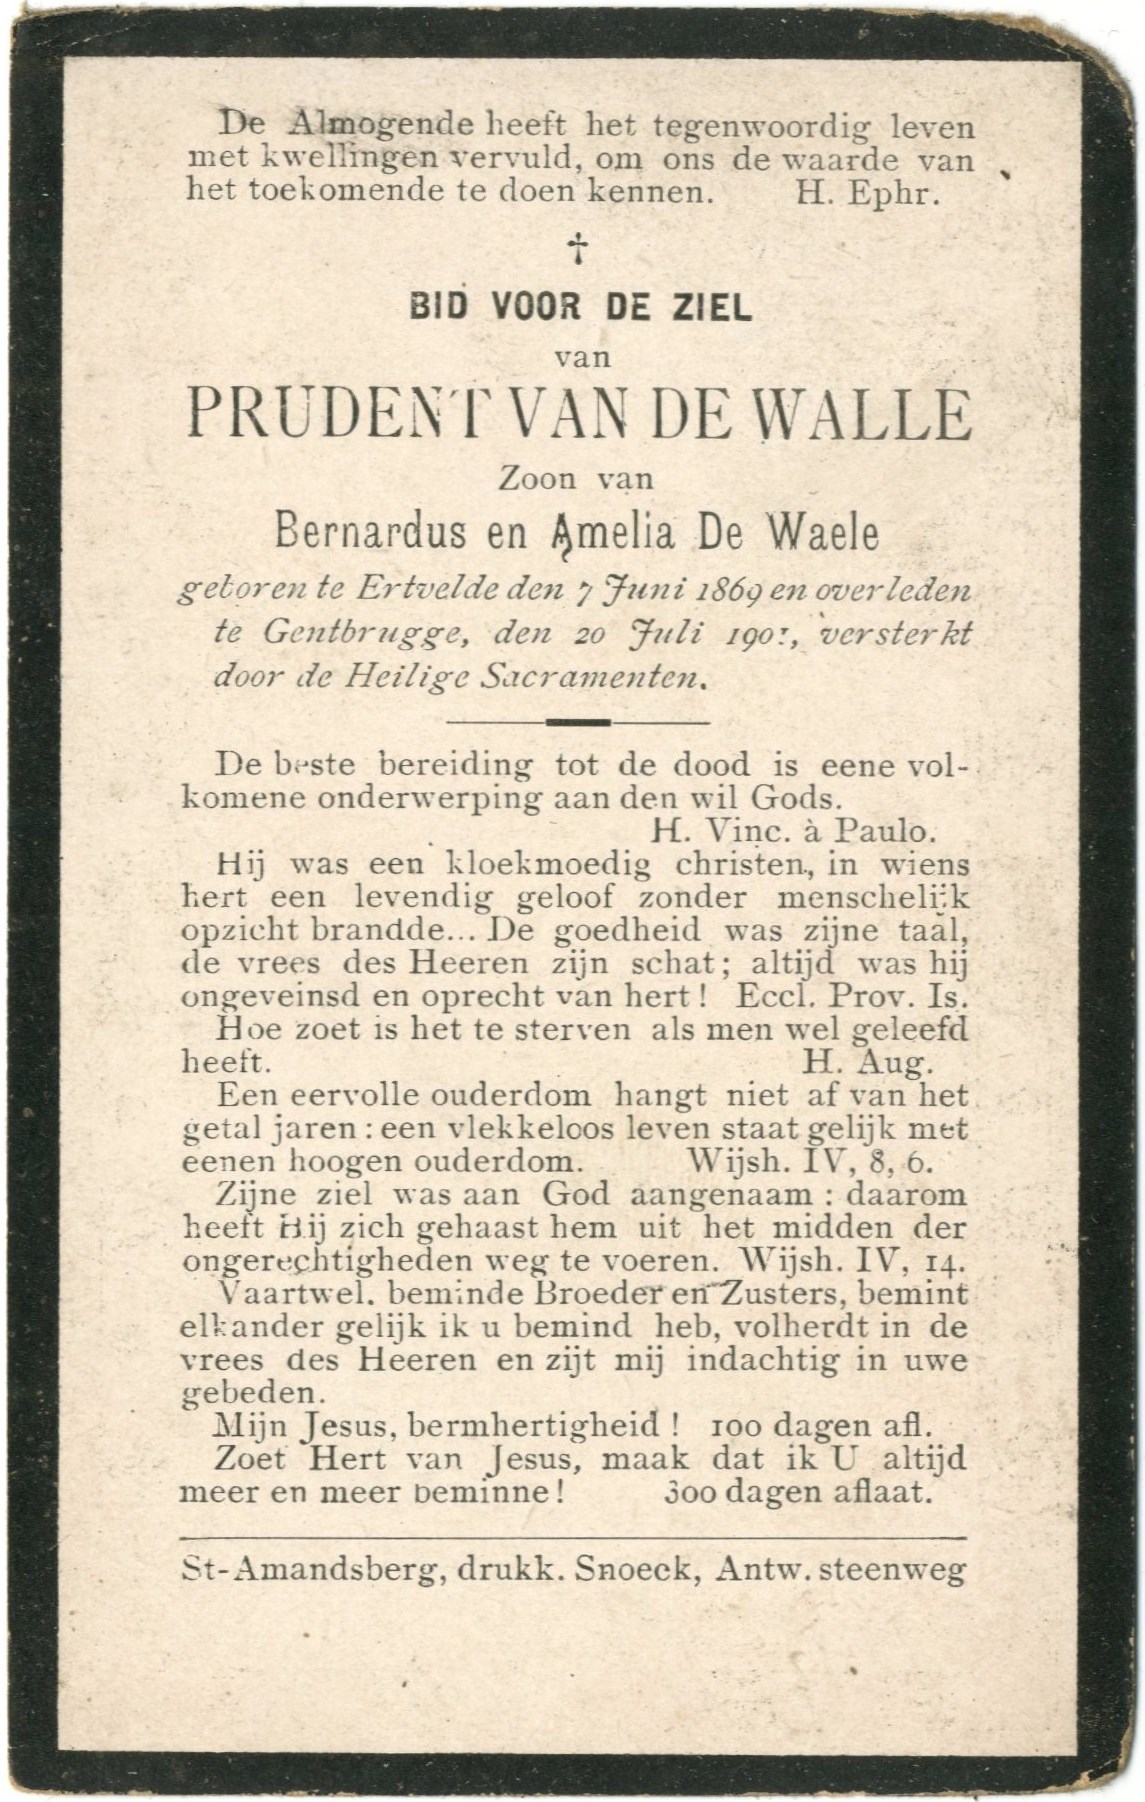 De Almogende heeft het tegenwoordig leven
met kwellingen vervuld, om ons de waarde van
het toekomende te doen kennen. H. Ephr.
†
BID VOOR DE ZIEL
van
PRUDENT VAN DE WALLE
Zoon van
Bernardus en Amelia De Waele
geboren te Ertvelde den 7 Juni 1869 en overleden
te Gentbrugge, den 20 Juli 1901, versterkt
door de Heilige Sacramenten.
De beste bereiding tot de dood is eene vol-
komene onderwerping aan den wil Gods.
H. Vinc. à Paulo.
Hij was een kloekmoedig christen, in wiens
hert een levendig geloof zonder menschelijk
opzicht brandde... De goedheid was zijne taal,
de vrees des Heeren zijn schat; altijd was hij
ongeveinsd en oprecht van hert! Eccl. Prov. Is.
Hoe zoet is het te sterven als men wel geleefd
heeft. H. Aug.
Een eervolle ouderdom hangt niet af van het
getal jaren : een vlekkeloos leven staat gelijk met
eenen hoogen ouderdom. Wijsh. IV, 8, 6.
Zijne ziel was aan God aangenaam : daarom
heeft Hij zich gehaast hem uit het midden der
ongerechtigheden weg te voeren. Wijsh. IV, 14.
Vaartwel, beminde Broeder en Zusters, bemint
elkander gelijk ik u bemind heb, volherdt in de
vrees des Heeren en zijt mij indachtig in uwe
gebeden.
Mijn Jesus, bermhertigheid ! 100 dagen afl.
Zoet Hert van Jesus, maak dat ik U altijd
meer en meer beminne ! 300 dagen aflaat.
St-Amandsberg, drukk. Snoeck, Antw. steenweg